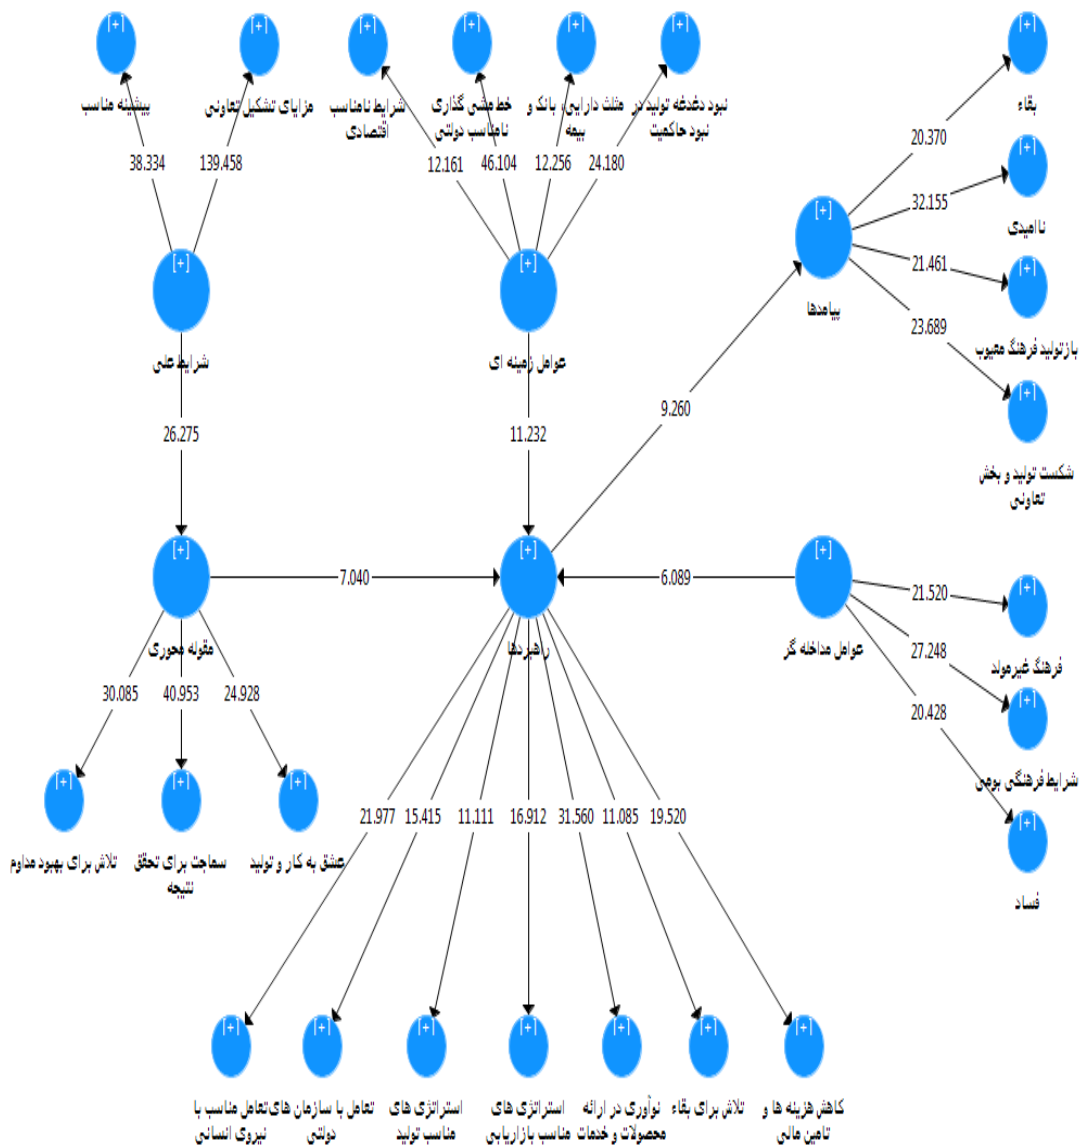 [+] [+] [+] [+] [+] [+] [+]
پیشینه مناسب
مزایای تشکیل تعاونی
شرایط نامناسب
اقتصادی
خط مشی گذاری
نامناسب دولتی
مثلث دارایی، بانک و
بیمه
نبود دغدغه تولید در
نبود حاکمیت
بقاء
38.334 139.458 12.161 46.104 12.256 24.180 20.370
[+]
32.155
ناامیدی
[+] [+] [+]
21.461
[+]
پیامدها
بازتولید فرهنگ معیوب
23.689
شرایط علی
عوامل زمینه ای
[+]
شکست تولید و بخش
تعاونی
9.260
26.275 11.232
[+] [+] [+]
7.040 6.089
21.520
[+]
فرهنگ غیرمولد
مقوله محوری
راهبردها
عوامل مداخله گر
27.248
[+]
شرایط فرهنگی بومی
20.428
[+]
فساد
30.085 40.953 24.928
[+] [+] [+]
تلاش برای بهبود مداوم
سماجت برای تحقق
نتیجه
عشق به کار و تولید
21.977 15.415 11.111 16.912 31.560 11.085 19.520
[+] [+] [+] [+] [+] [+] [+]
تعامل مناسب با
نیروی انسانی
تعامل با سازمان های
دولتی
استراتژی های
مناسب تولید
استراتژی های
مناسب بازاریابی
نوآوری در ارائه
محصولات و خدمات
تلاش برای بقاء
کاهش هزینه ها و
تامین مالی